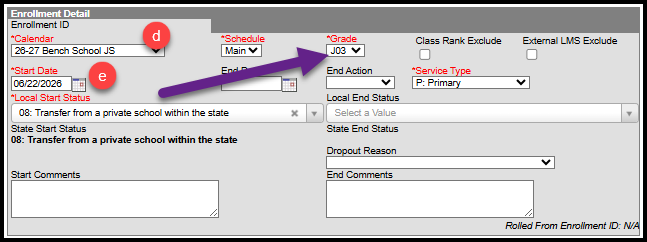 Enrollment Detail
Enrollment ID
d
*Calendar *Schedule *Grade Class Rank Exclude External LMS Exclude
26-27 Bench School JS Main J03
*Start Date e End End Action *Service Type
06/22/2026 P: Primary
*Local Start Status Local End Status
08: Transfer from a private school within the state Select a Value
State Start Status State End Status
08: Transfer from a private school within the state
Dropout Reason
Start Comments End Comments
Rolled From Enrollment ID: N/A